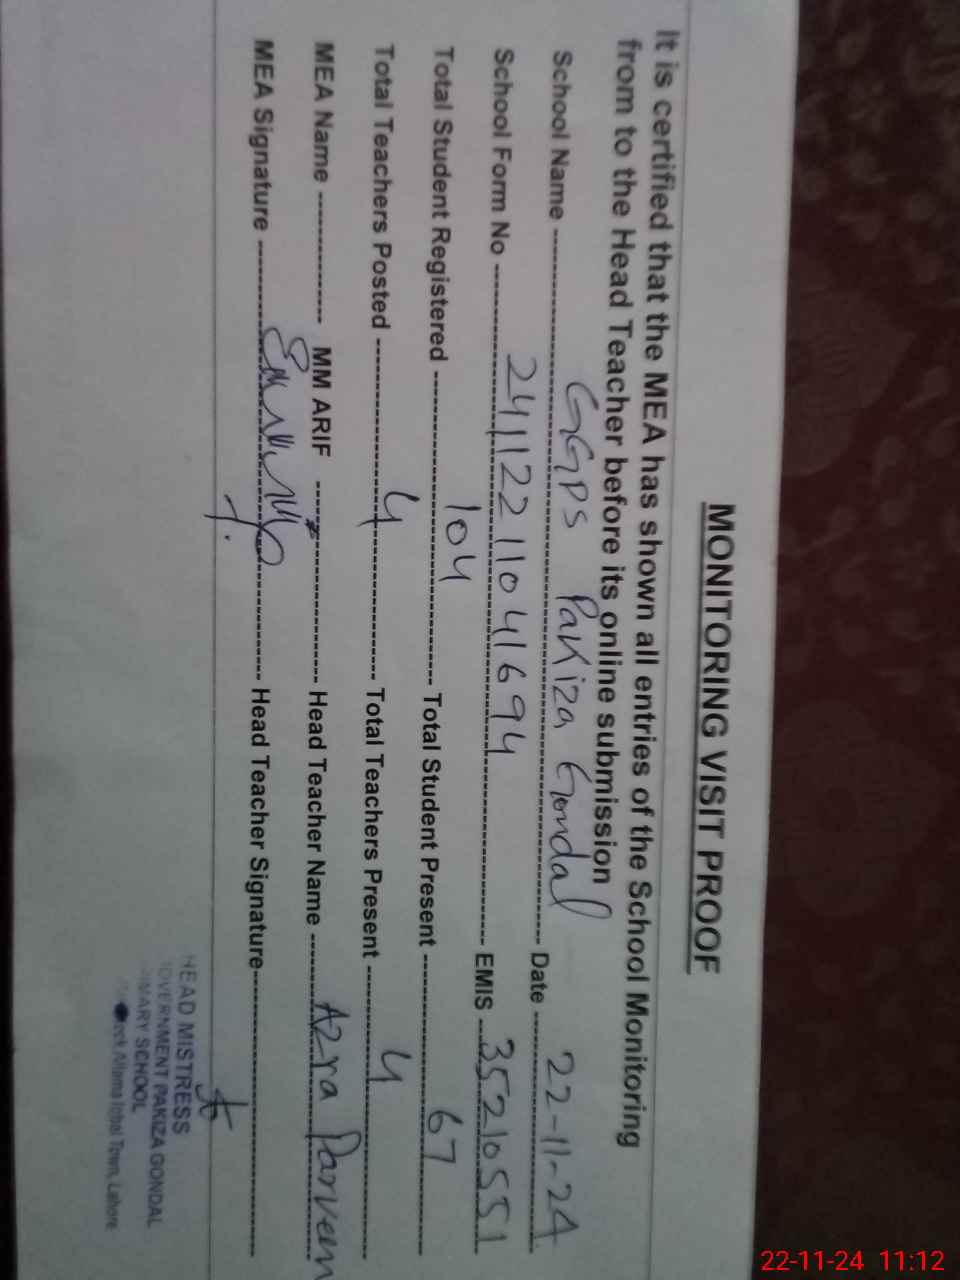 MONITORING VISIT PROOF
It is certified that the MEA has shown all entries of the School Monitoring
from to the Head Teacher before its online submission
School Name GGPS Pakiza Gondal Date 22-11-24
School Form No 24112211041694 EMIS 35210551
Total Student Registered 104 Total Student Present 67
Total Teachers Posted 4 Total Teachers Present 4
MEA Name MM ARIF Head Teacher Name Azra Parveen
MEA Signature Head Teacher Signature
HEAD MISTRESS
GOVERNMENT PAKIZA GONDAL
PRIMARY SCHOOL
Allama Iqbal Town, Lahore
22-11-24 11:12